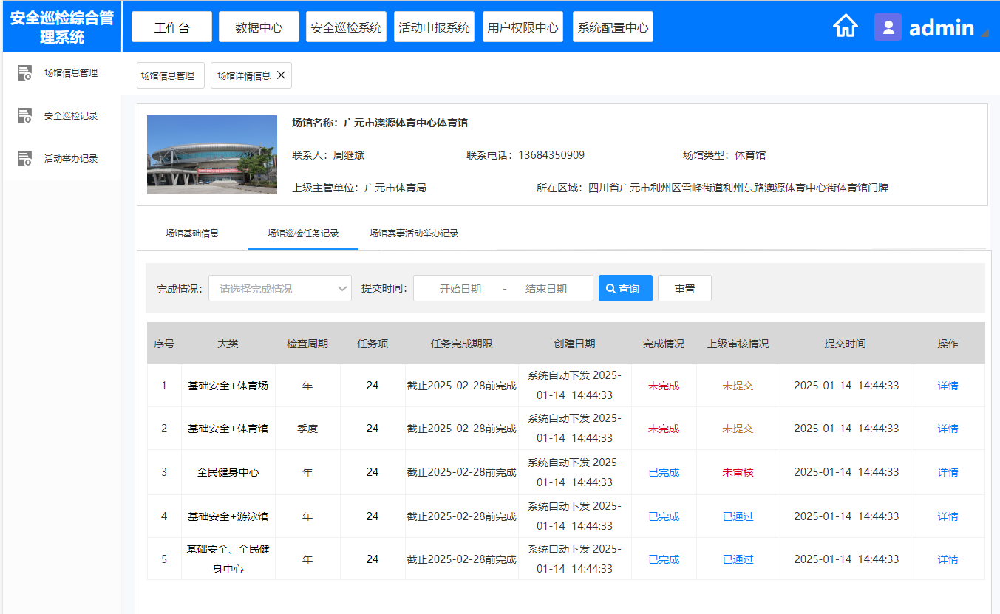 安全巡检综合管
理系统
工作台
数据中心
安全巡检系统
活动申报系统
用户权限中心
系统配置中心
admin
场馆信息管理
安全巡检记录
活动举办记录
场馆信息管理
场馆详情信息
场馆名称：广元市澳源体育中心体育馆
联系人：周继斌 联系电话：13684350909 场馆类型：体育馆
上级主管单位：广元市体育局 所在区域：四川省广元市利州区雪峰街道利州东路澳源体育中心街体育馆门牌
场馆基础信息 场馆巡检任务记录 场馆赛事活动举办记录
完成情况： 请选择完成情况 提交时间： 开始日期 - 结束日期 查询 重置
序号 大类 检查周期 任务项 任务完成期限 创建日期 完成情况 上级审核情况 提交时间 操作
1 基础安全+体育场 年 24 截止2025-02-28前完成 系统自动下发 2025-
01-14 14:44:33 未完成 未提交 2025-01-14 14:44:33 详情
2 基础安全+体育馆 季度 24 截止2025-02-28前完成 系统自动下发 2025-
01-14 14:44:33 未完成 未提交 2025-01-14 14:44:33 详情
3 全民健身中心 年 24 截止2025-02-28前完成 系统自动下发 2025-
01-14 14:44:33 已完成 未审核 2025-01-14 14:44:33 详情
4 基础安全+游泳馆 年 24 截止2025-02-28前完成 系统自动下发 2025-
01-14 14:44:33 已完成 已通过 2025-01-14 14:44:33 详情
5 基础安全、全民健
身中心 年 24 截止2025-02-28前完成 系统自动下发 2025-
01-14 14:44:33 已完成 已通过 2025-01-14 14:44:33 详情